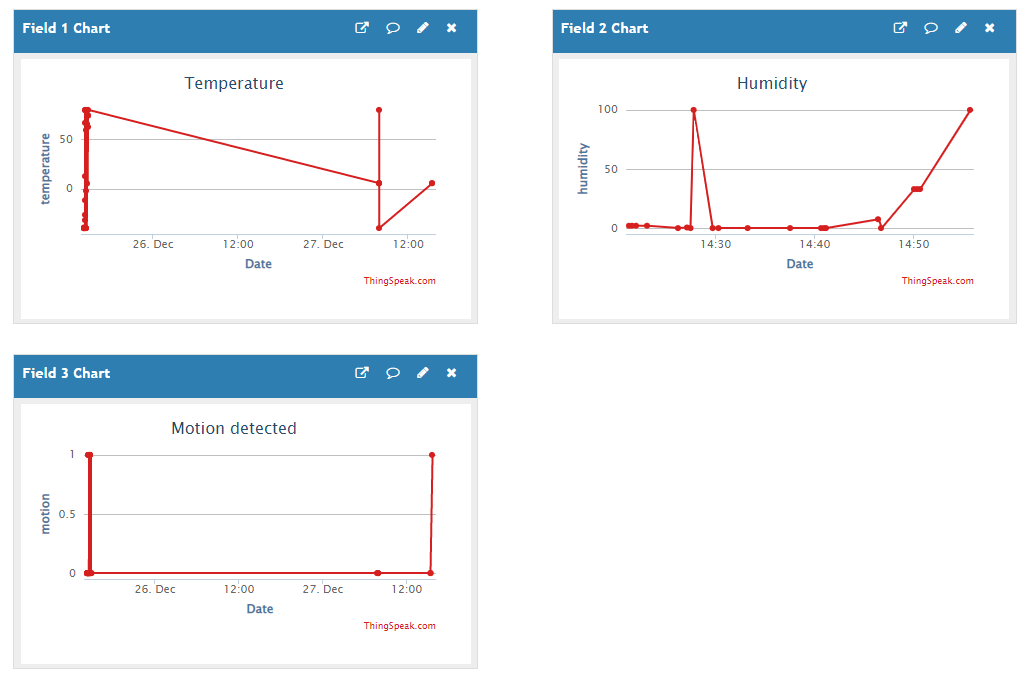 Field 1 Chart
Temperature
temperature
50
0
26. Dec 12:00 27. Dec 12:00
Date
ThingSpeak.com
Field 2 Chart
Humidity
humidity
100
50
0
14:30 14:40 14:50
Date
ThingSpeak.com
Field 3 Chart
Motion detected
motion
1
0.5
0
26. Dec 12:00 27. Dec 12:00
Date
ThingSpeak.com